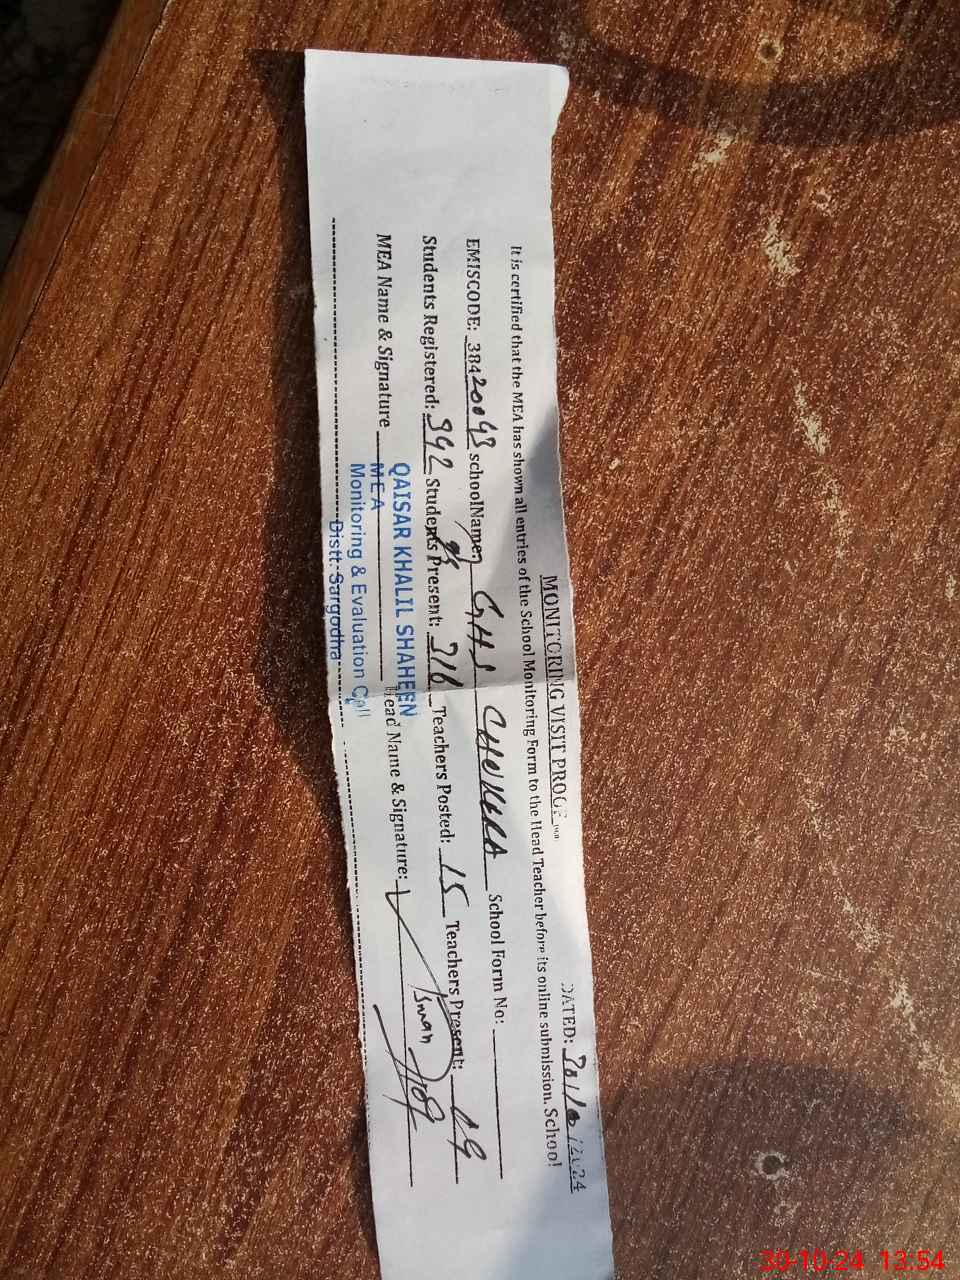 MONITORING VISIT PROOF
DATED: 30/10/2024
It is certified that the MEA has shown all entries of the School Monitoring Form to the Head Teacher before its online submission. School
EMISCODE: 38420043 schoolName: GHS CHOKERA School Form No:
Students Registered: 342 Students Present: 316 Teachers Posted: 15 Teachers Present:
MEA Name & Signature Head Name & Signature: Usman
QAISAR KHALIL SHAHEEN
MEA
Monitoring & Evaluation Cell
Distt: Sargodha
30-10-24 13:54